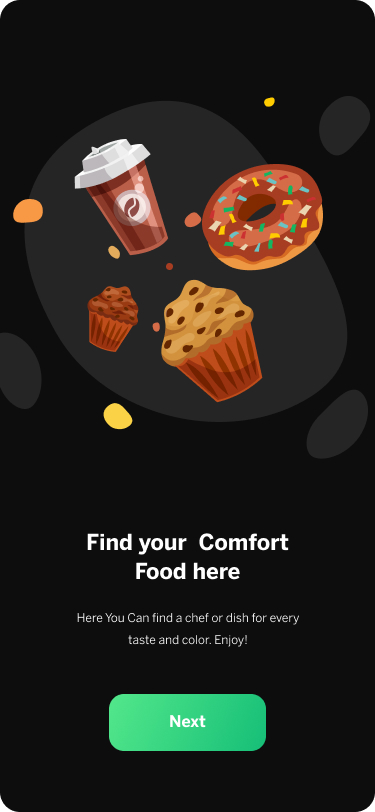 Find your  Comfort
Food here
Here You Can find a chef or dish for every
taste and color. Enjoy!
Next